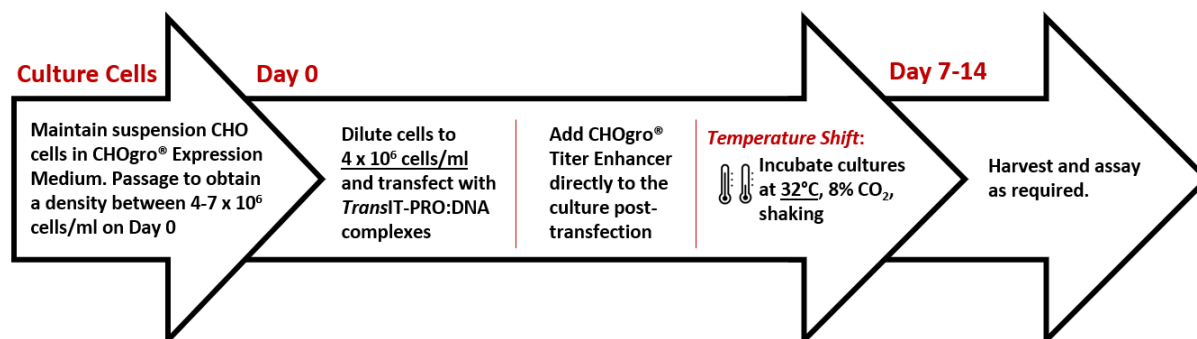 Culture Cells
Maintain suspension CHO
cells in CHOgro® Expression
Medium. Passage to obtain
a density between 4-7 x 10⁶
cells/ml on Day 0
Day 0
Dilute cells to
4 x 10⁶ cells/ml
and transfect with
TransIT-PRO:DNA
complexes
Add CHOgro®
Titer Enhancer
directly to the
culture post-
transfection
Temperature Shift:
Incubate cultures
at 32°C, 8% CO₂,
shaking
Day 7-14
Harvest and assay
as required.